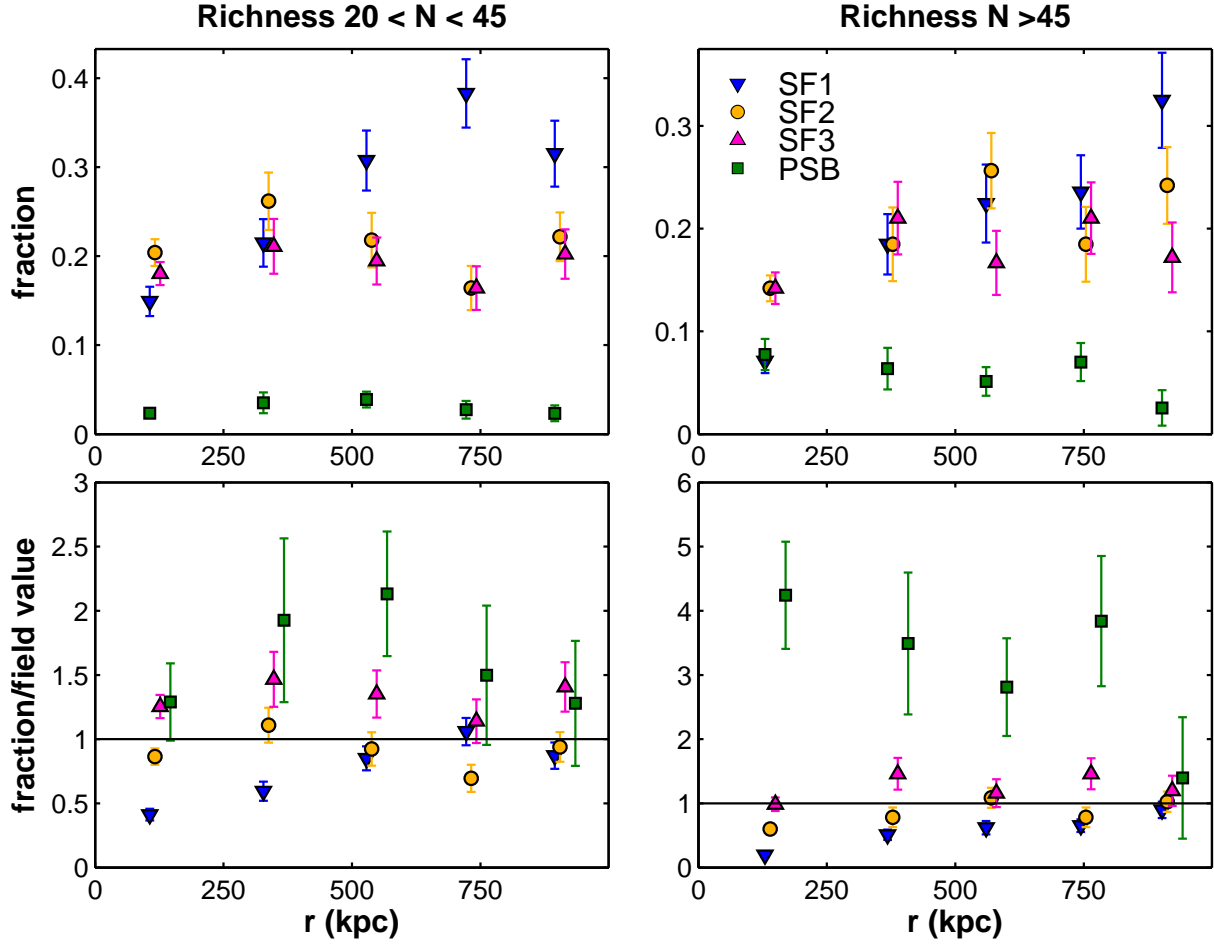 Richness 20 < N < 45
Richness N >45
fraction
0.4
0.3
0.2
0.1
0
0 250 500 750
0.3
0.2
0.1
0
0 250 500 750
SF1
SF2
SF3
PSB
fraction/field value
3
2.5
2
1.5
1
0.5
0
0 250 500 750
r (kpc)
6
5
4
3
2
1
0
0 250 500 750
r (kpc)